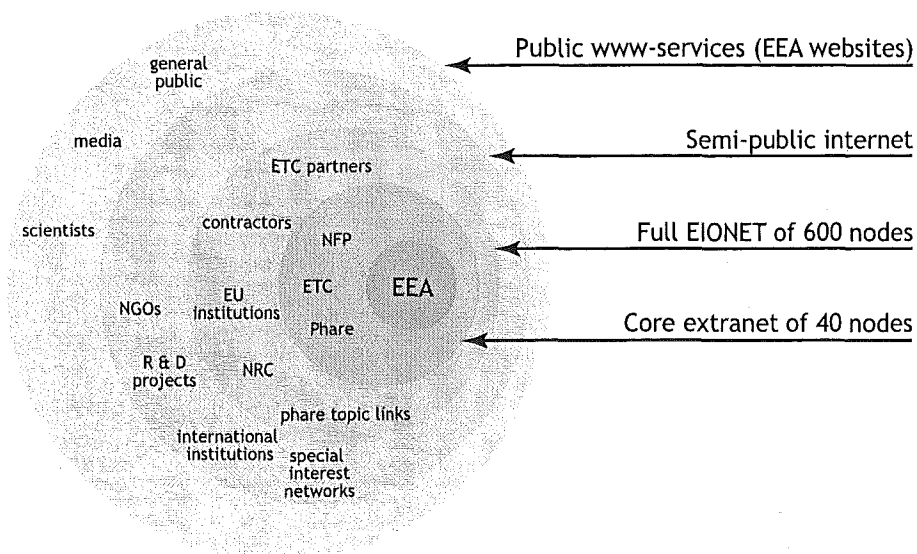 Public www-services (EEA websites)
general
public
media
Semi-public internet
ETC partners
scientists
contractors
NFP
Full EIONET of 600 nodes
ETC
EEA
EU
institutions
NGOs
Phare
Core extranet of 40 nodes
R & D
projects
NRC
phare topic links
international
institutions
special
interest
networks